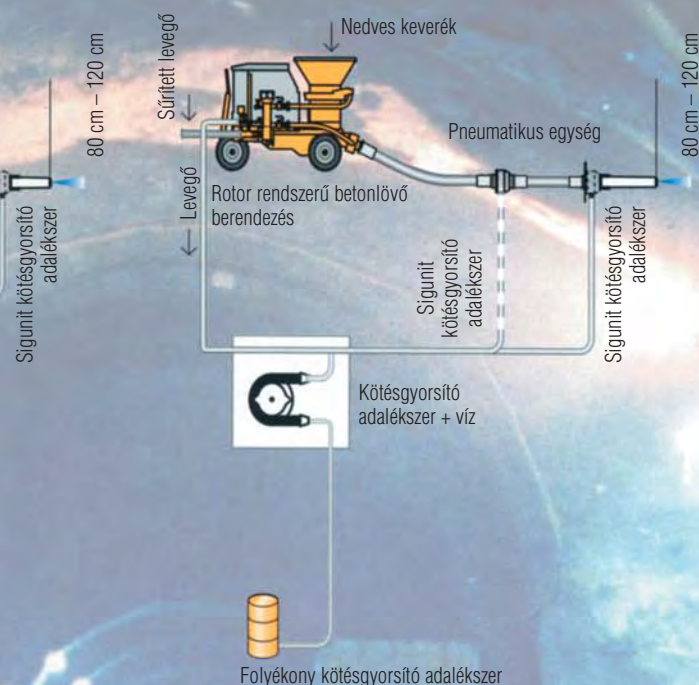 80 cm – 120 cm
Sigunit kötésgyorsító
adalékszer
Sűrített levegő
Nedves keverék
Levegő
Rotor rendszerű betonlövő
berendezés
Pneumatikus egység
80 cm – 120 cm
Sigunit
kötésgyorsító
adalékszer
Sigunit kötésgyorsító
adalékszer
Kötésgyorsító
adalékszer + víz
Folyékony kötésgyorsító adalékszer